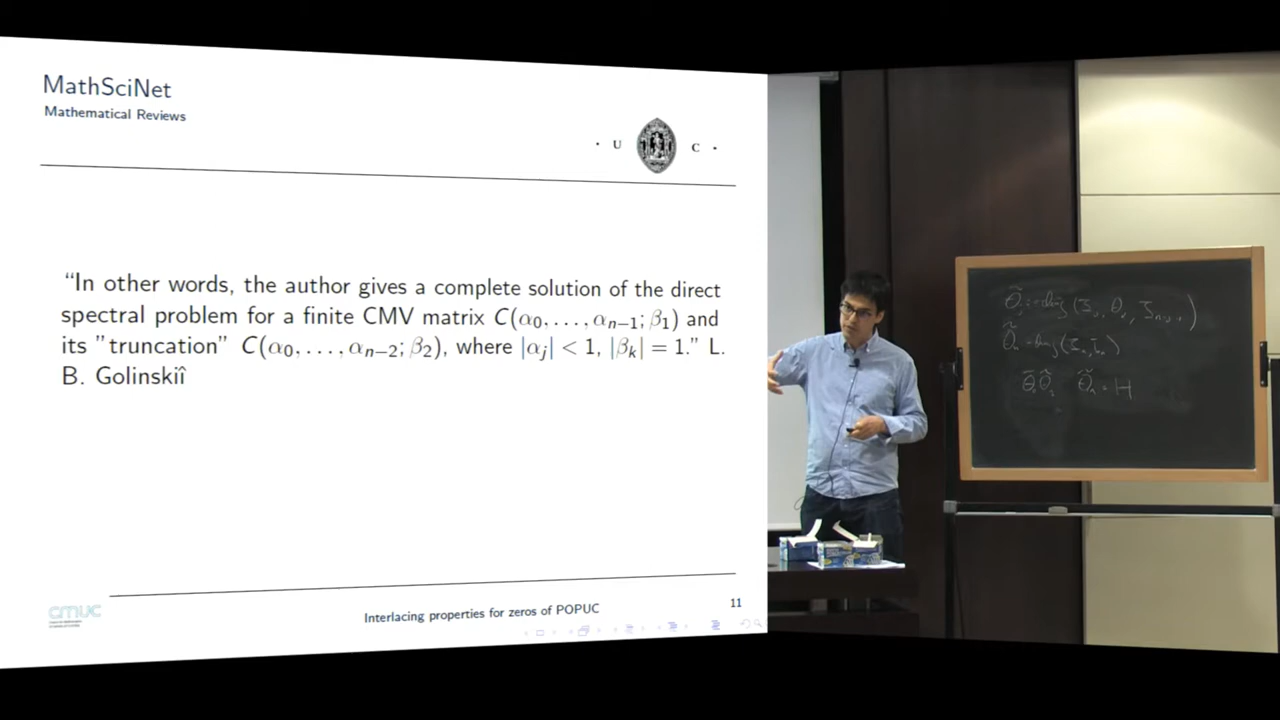 MathSciNet
Mathematical Reviews
· U C ·
“In other words, the author gives a complete solution of the direct
spectral problem for a finite CMV matrix C(α₀, . . . , αₙ₋₁; β₁) and
its ”truncation” C(α₀, . . . , αₙ₋₂; β₂), where |αⱼ| < 1, |βₖ| = 1.” L.
B. Golinskiî
cmuc
Interlacing properties for zeros of POPUC
11